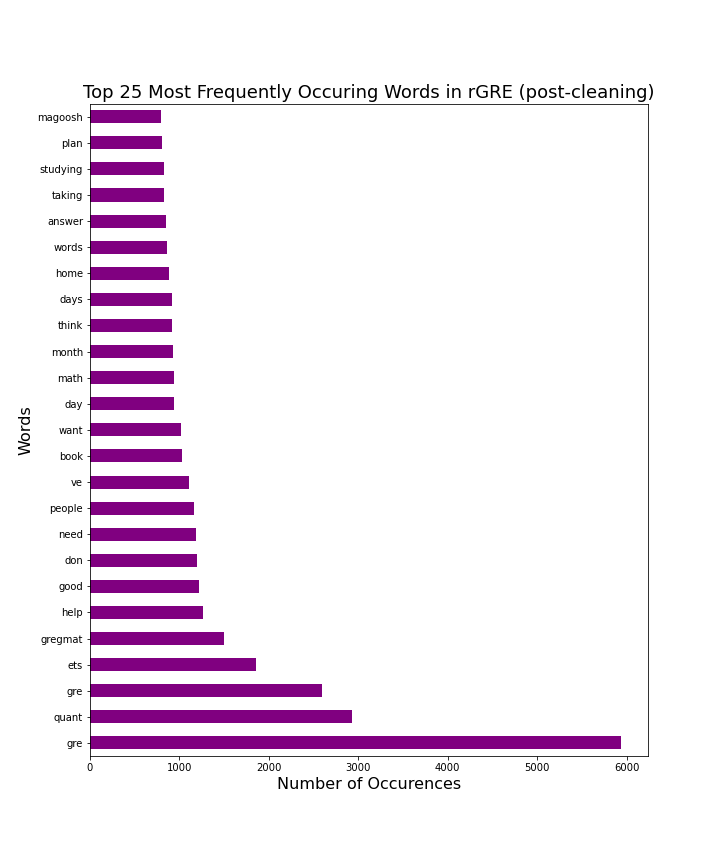 Top 25 Most Frequently Occuring Words in rGRE (post-cleaning)
magoosh
plan
studying
taking
answer
words
home
days
think
month
math
day
want
book
ve
people
need
don
good
help
gregmat
ets
gre
quant
gre
Words
0 1000 2000 3000 4000 5000 6000
Number of Occurences